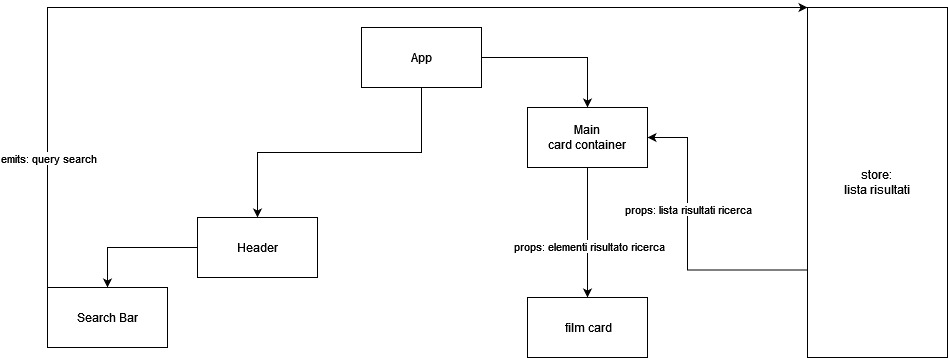 App
Main
card container
emits: query search
store:
lista risultati
props: lista risultati ricerca
Header
props: elementi risultato ricerca
Search Bar
film card